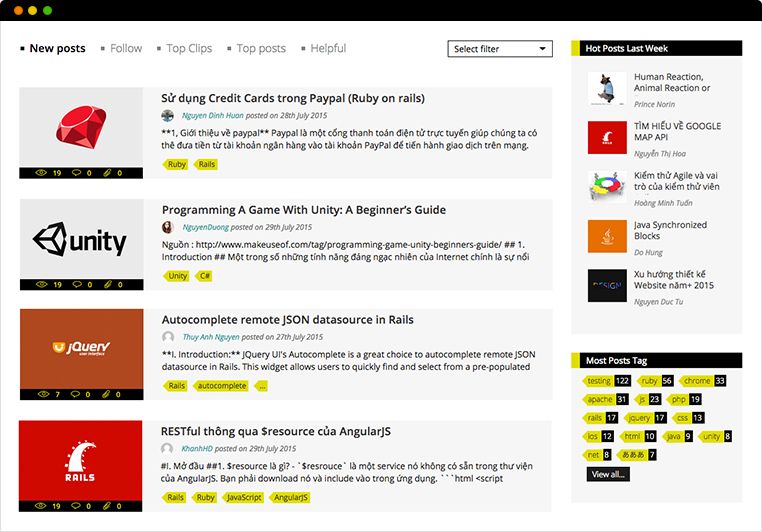 New posts
Follow
Top Clips
Top posts
Helpful
Select filter
Sử dụng Credit Cards trong Paypal (Ruby on rails)
Nguyen Dinh Huan posted on 28th July 2015
**1, Giới thiệu về paypal** Paypal là một cổng thanh toán điện tử trực tuyến giúp chúng ta có
thể đưa tiền từ tài khoản ngân hàng vào tài khoản PayPal để tiến hành giao dịch trên mạng.
Ruby
Rails
19
0
0
unity
Programming A Game With Unity: A Beginner's Guide
NguyenDuong posted on 29th July 2015
Nguồn : http://www.makeuseof.com/tag/programming-game-unity-beginners-guide/ ## 1.
Introduction ## Một trong số những tính năng đáng ngạc nhiên của Internet chính là sự nổi
Unity
C#
19
0
0
jQuery
user interface
Autocomplete remote JSON datasource in Rails
Thuy Anh Nguyen posted on 27th July 2015
**I. Introduction:** JQuery UI's Autocomplete is a great choice to autocomplete remote JSON
datasource in Rails. This widget allows users to quickly find and select from a pre-populated
Rails
autocomplete
...
7
0
0
RAILS
RESTful thông qua $resource của AngularJS
KhanhHD posted on 29th July 2015
#I. Mở đầu ##1. $resource là gì? - `$resrouce` là một service nó không có sẵn trong thư viện
của AngularJS. Bạn phải download nó và include vào trong ứng dụng. ```html <script
Rails
Ruby
JavaScript
AngularJS
19
0
0
Hot Posts Last Week
Human Reaction,
Animal Reaction or
Prince Norin
RAILS
TÌM HIỂU VỀ GOOGLE
MAP API
Nguyễn Thị Hoa
Kiểm thử Agile và vai
trò của kiểm thử viên
Hoàng Minh Tuấn
Java Synchronized
Blocks
Do Hung
DESIGN
Xu hướng thiết kế
Website năm+ 2015
Nguyen Duc Tu
Most Posts Tag
testing 122 ruby 56 chrome 33
apache 31 js 23 php 19
rails 17 jquery 17 css 13
ios 12 html 10 java 9 unity 8
net 8 あああ 7
View all...